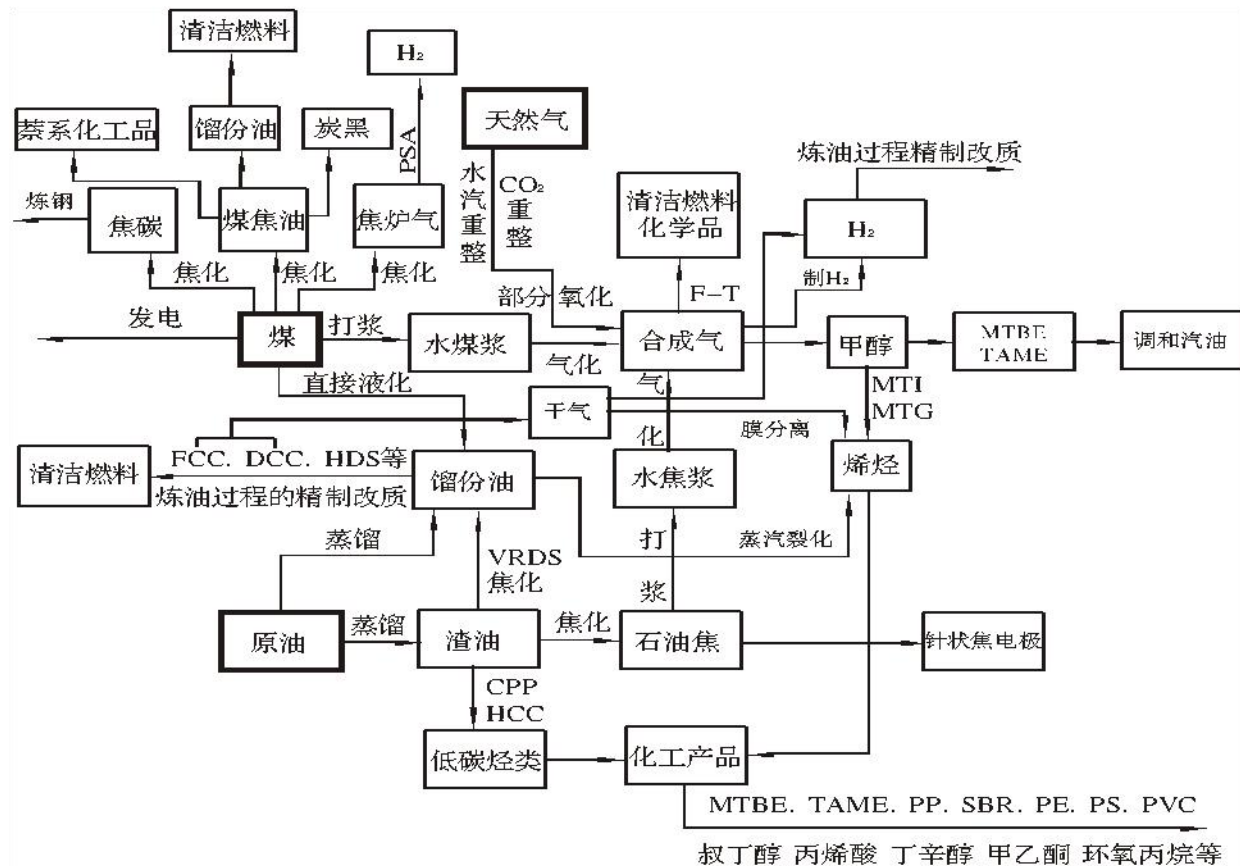 清洁燃料
H₂
萘系化工品
馏份油
炭黑
天然气
PSA
水汽重整
CO₂重整
炼油过程精制改质
炼钢
焦碳
煤焦油
焦炉气
清洁燃料
化学品
H₂
焦化
焦化
焦化
部分氧化
F-T
制H₂
发电
煤
打浆
水煤浆
气化
合成气
甲醇
MTBE
TAME
调和汽油
直接液化
气化
MTI
MTG
干气
膜分离
FCC. DCC. HDS等
清洁燃料
馏份油
水焦浆
烯烃
炼油过程的精制改质
蒸馏
VRDS
焦化
打浆
蒸汽裂化
原油
蒸馏
渣油
焦化
石油焦
针状焦电极
CPP
HCC
低碳烃类
化工产品
MTBE. TAME. PP. SBR. PE. PS. PVC
叔丁醇 丙烯酸 丁辛醇 甲乙酮 环氧丙烷等